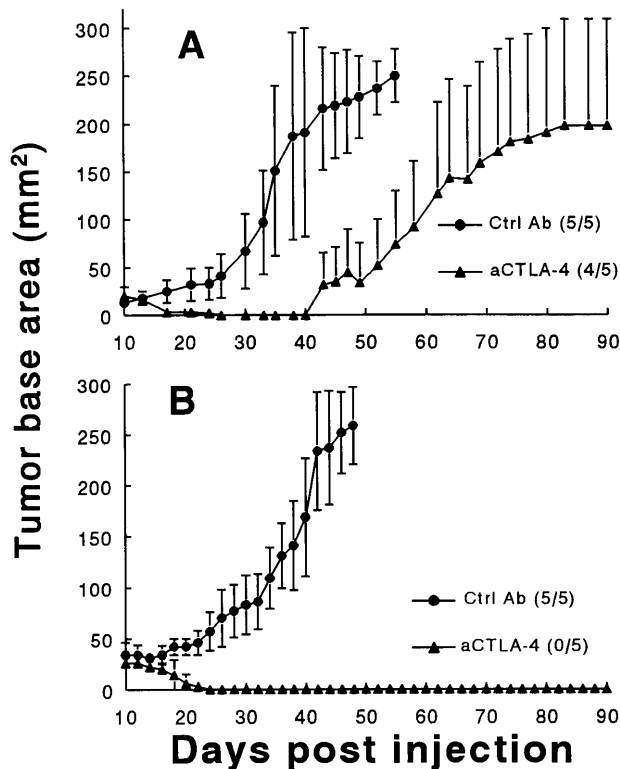 Tumor base area (mm²)
A
300
250
200
150
100
50
0
Ctrl Ab (5/5)
aCTLA-4 (4/5)
10 20 30 40 50 60 70 80 90
B
300
250
200
150
100
50
0
Ctrl Ab (5/5)
aCTLA-4 (0/5)
10 20 30 40 50 60 70 80 90
Days post injection